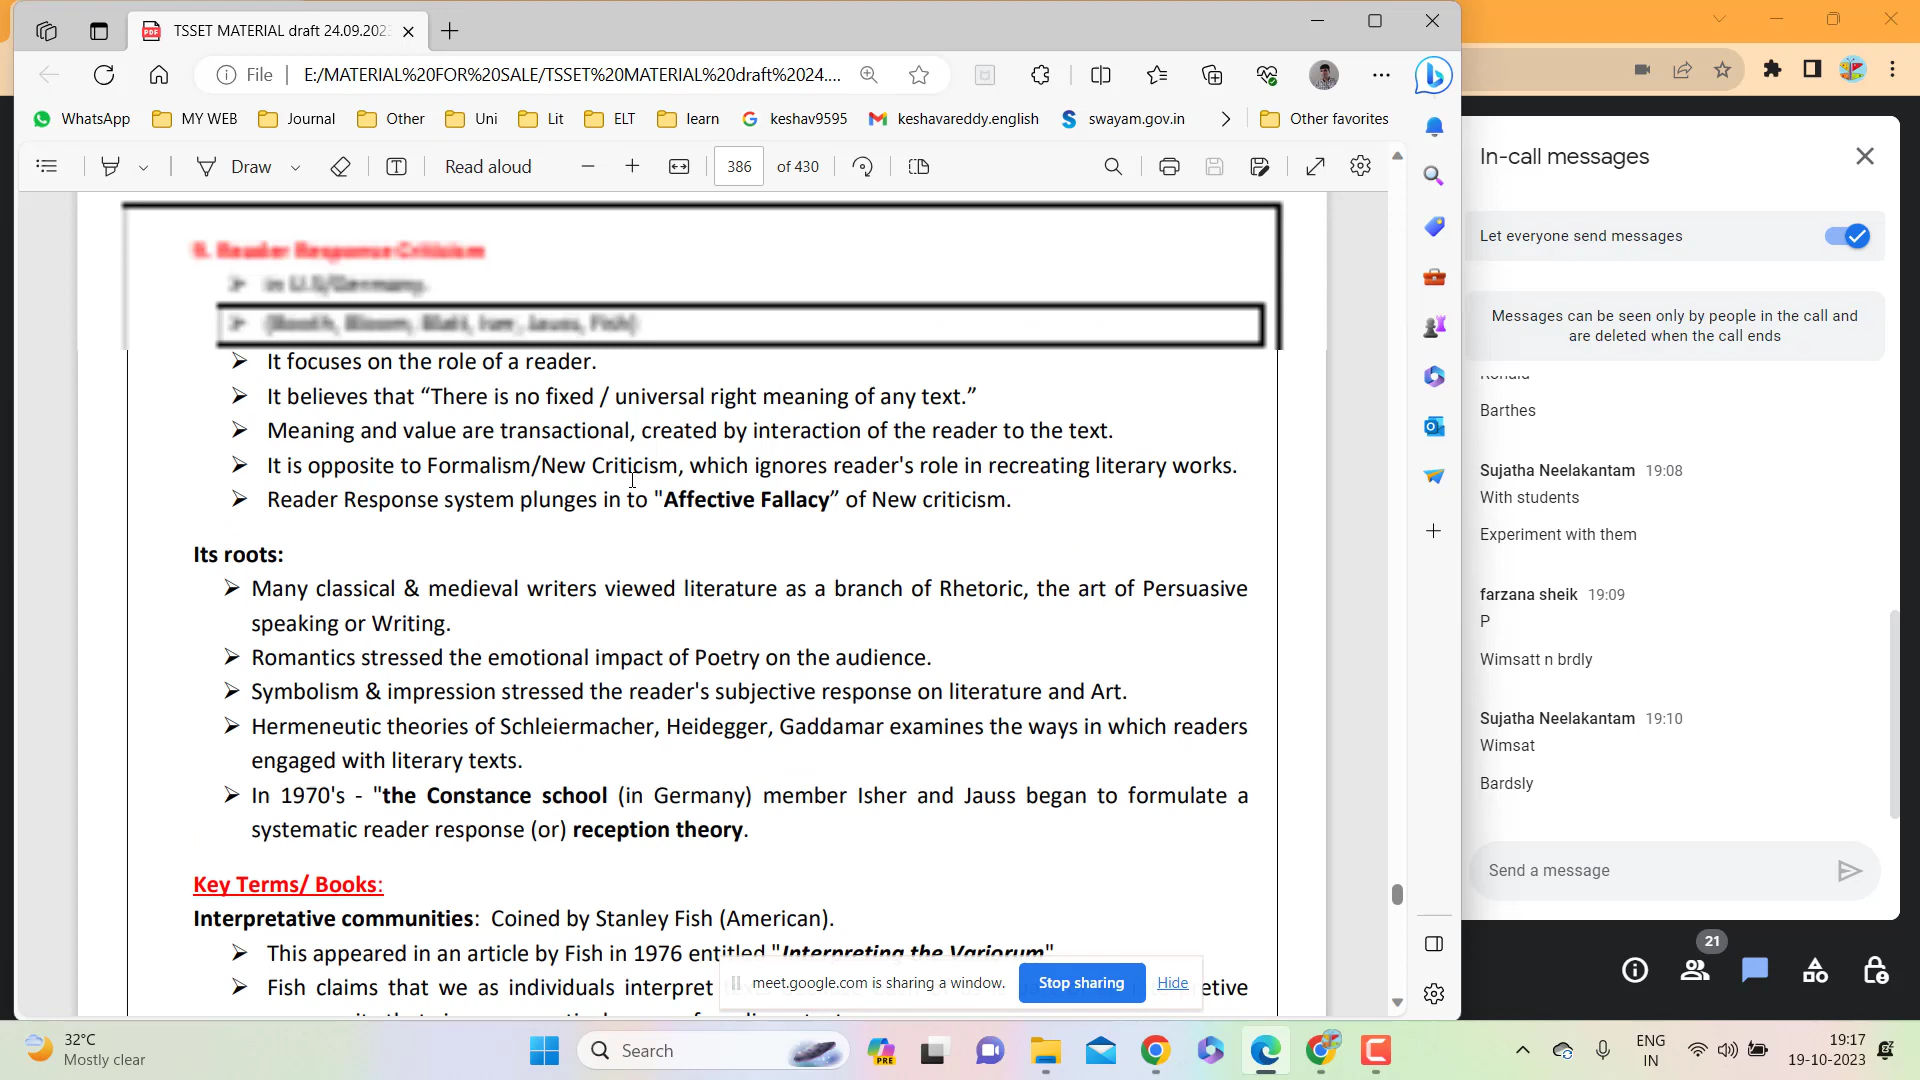 TSSET MATERIAL draft 24.09.202
File
E:/MATERIAL%20FOR%20SALE/TSSET%20MATERIAL%20draft%2024....
WhatsApp MY WEB Journal Other Uni Lit ELT learn keshav9595 keshavareddy.english swayam.gov.in Other favorites
Draw Read aloud 386 of 430
9. Reader Response Criticism
in U.S/Germany.
(Booth, Bloom, Iser, Jauss, Fish)
It focuses on the role of a reader.
It believes that “There is no fixed / universal right meaning of any text.”
Meaning and value are transactional, created by interaction of the reader to the text.
It is opposite to Formalism/New Criticism, which ignores reader's role in recreating literary works.
Reader Response system plunges in to "Affective Fallacy” of New criticism.
Its roots:
Many classical & medieval writers viewed literature as a branch of Rhetoric, the art of Persuasive
speaking or Writing.
Romantics stressed the emotional impact of Poetry on the audience.
Symbolism & impression stressed the reader's subjective response on literature and Art.
Hermeneutic theories of Schleiermacher, Heidegger, Gaddamar examines the ways in which readers
engaged with literary texts.
In 1970's - "the Constance school (in Germany) member Isher and Jauss began to formulate a
systematic reader response (or) reception theory.
Key Terms/ Books:
Interpretative communities: Coined by Stanley Fish (American).
This appeared in an article by Fish in 1976 entitled "Interpreting the Variorum"
Fish claims that we as individuals interpret
meet.google.com is sharing a window. Stop sharing Hide
In-call messages
Let everyone send messages
Messages can be seen only by people in the call and
are deleted when the call ends
Ronald
Barthes
Sujatha Neelakantam 19:08
With students
Experiment with them
farzana sheik 19:09
P
Wimsatt n brdly
Sujatha Neelakantam 19:10
Wimsat
Bardsly
Send a message
21
32°C
Mostly clear
Search
PRE
ENG
IN
19:17
19-10-2023